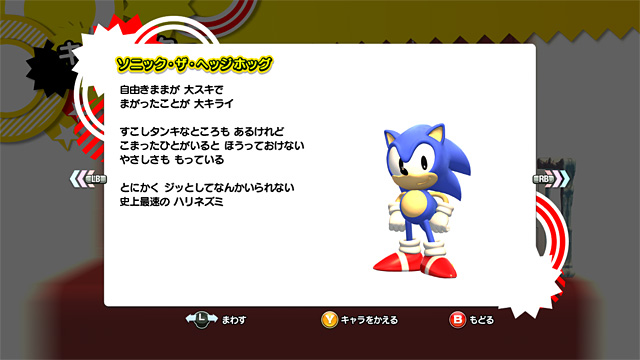 ソニック・ザ・ヘッジホッグ
自由きままが 大スキで
まがったことが 大キライ
すこしタンキなところも あるけれど
こまったひとがいると ほうっておけない
やさしさも もっている
とにかく ジッとしてなんかいられない
史上最速の ハリネズミ
LB
RB
L まわす
Y キャラをかえる
B もどる